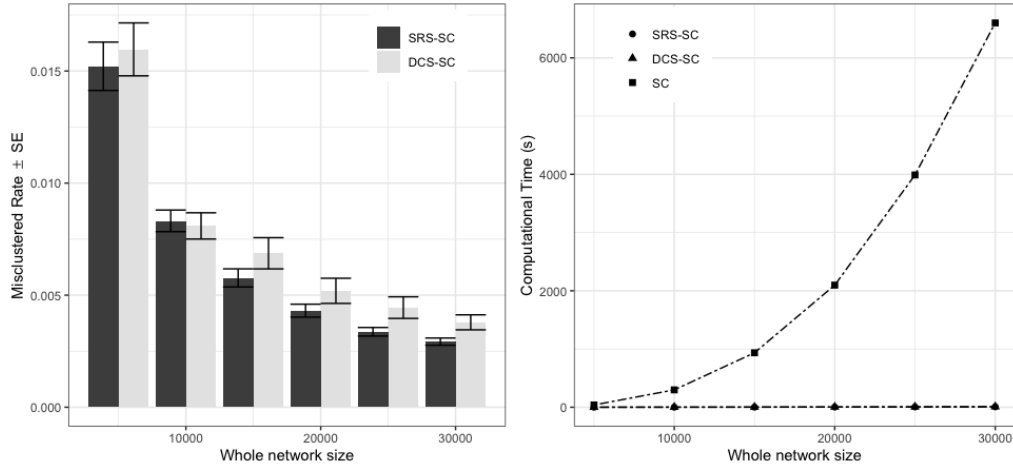 SRS-SC
DCS-SC
0.015
0.010
0.005
0.000
Misclustered Rate ± SE
10000 20000 30000
Whole network size
SRS-SC
DCS-SC
SC
6000
4000
2000
0
Computational Time (s)
10000 20000 30000
Whole network size